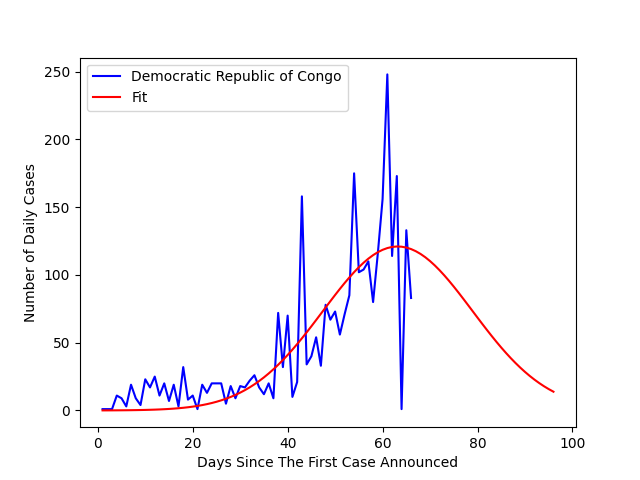 Democratic Republic of Congo
Fit
Number of Daily Cases
250
200
150
100
50
0
0 20 40 60 80 100
Days Since The First Case Announced